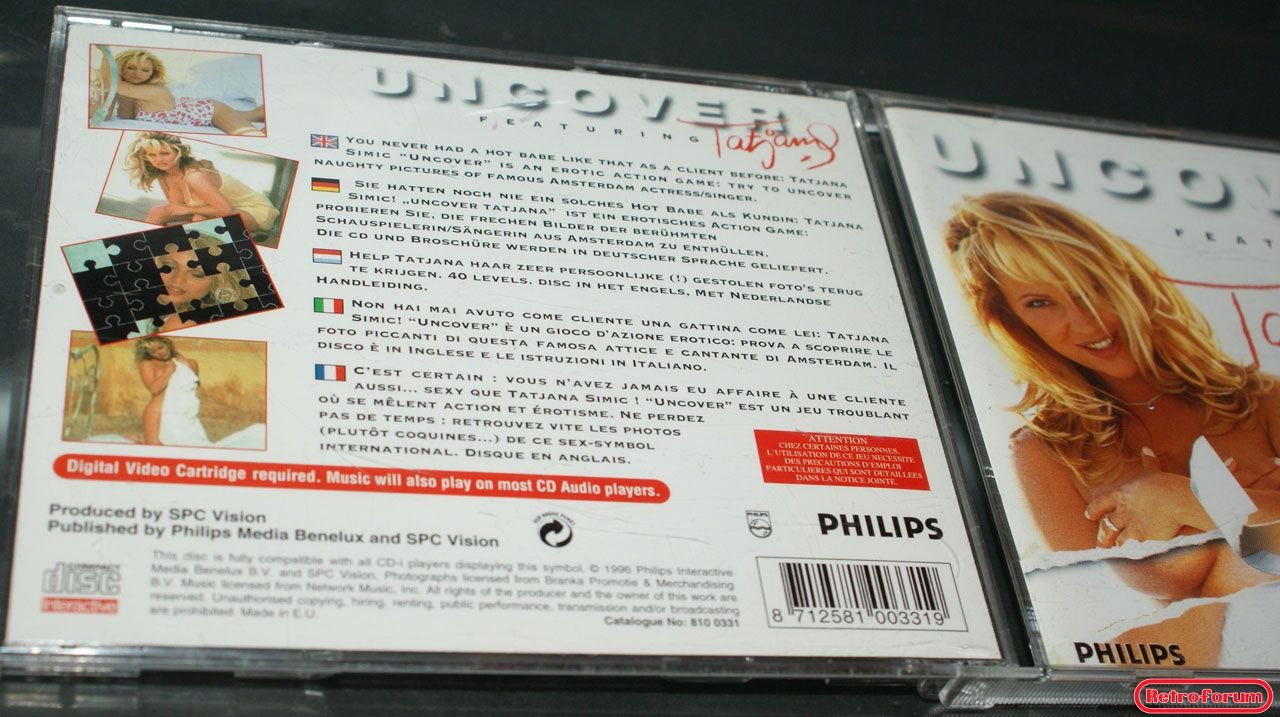 UNCOVER
FEATURING Tatjana
YOU NEVER HAD A HOT BABE LIKE THAT AS A CLIENT BEFORE: TATJANA
SIMIC "UNCOVER" IS AN EROTIC ACTION GAME: TRY TO UNCOVER
NAUGHTY PICTURES OF FAMOUS AMSTERDAM ACTRESS/SINGER.
SIE HATTEN NOCH NIE EIN SOLCHES HOT BABE ALS KUNDIN: TATJANA
SIMIC! „UNCOVER TATJANA" IST EIN EROTISCHES ACTION GAME:
PROBIEREN SIE, DIE FRECHEN BILDER DER BERÜHMTEN
SCHAUSPIELERIN/SÄNGERIN AUS AMSTERDAM ZU ENTHÜLLEN.
DIE CD UND BROSCHÜRE WERDEN IN DEUTSCHER SPRACHE GELIEFERT.
HELP TATJANA HAAR ZEER PERSOONLIJKE (!) GESTOLEN FOTO'S TERUG
TE KRIJGEN. 40 LEVELS. DISC IN HET ENGELS, MET NEDERLANDSE
HANDLEIDING.
NON HAI MAI AVUTO COME CLIENTE UNA GATTINA COME LEI: TATJANA
SIMIC! "UNCOVER" È UN GIOCO D'AZIONE EROTICO: PROVA A SCOPRIRE LE
FOTO PICCANTI DI QUESTA FAMOSA ATTICE E CANTANTE DI AMSTERDAM. IL
DISCO È IN INGLESE E LE ISTRUZIONI IN ITALIANO.
C'EST CERTAIN : VOUS N'AVEZ JAMAIS EU AFFAIRE À UNE CLIENTE
AUSSI... SEXY QUE TATJANA SIMIC ! "UNCOVER" EST UN JEU TROUBLANT
OÙ SE MÊLENT ACTION ET ÉROTISME. NE PERDEZ
PAS DE TEMPS : RETROUVEZ VITE LES PHOTOS
(PLUTÔT COQUINES...) DE CE SEX-SYMBOL
INTERNATIONAL. DISQUE EN ANGLAIS.
ATTENTION
CHEZ CERTAINES PERSONNES,
L'UTILISATION DE CE JEU NECESSITE
DES PRECAUTIONS D'EMPLOI
PARTICULIERES QUI SONT DETAILLEES
DANS LA NOTICE JOINTE.
Digital Video Cartridge required. Music will also play on most CD Audio players.
Produced by SPC Vision
Published by Philips Media Benelux and SPC Vision
DER GRÜNE PUNKT
PHILIPS
PHILIPS
COMPACT
disc
Interactive
This disc is fully compatible with all CD-i players displaying this symbol. © 1996 Philips Interactive
Media Benelux B.V. and SPC Vision. Photographs licensed from Branka Promotie & Merchandising
B.V. Music licensed from Network Music, Inc. All rights of the producer and the owner of this work are
reserved. Unauthorised copying, hiring, renting, public performance, transmission and/or broadcasting
are prohibited. Made in E.U.
Catalogue No: 810 0331
8 712581 003319
UNCO
FEAT
Ta
PHILIPS
RetroForum